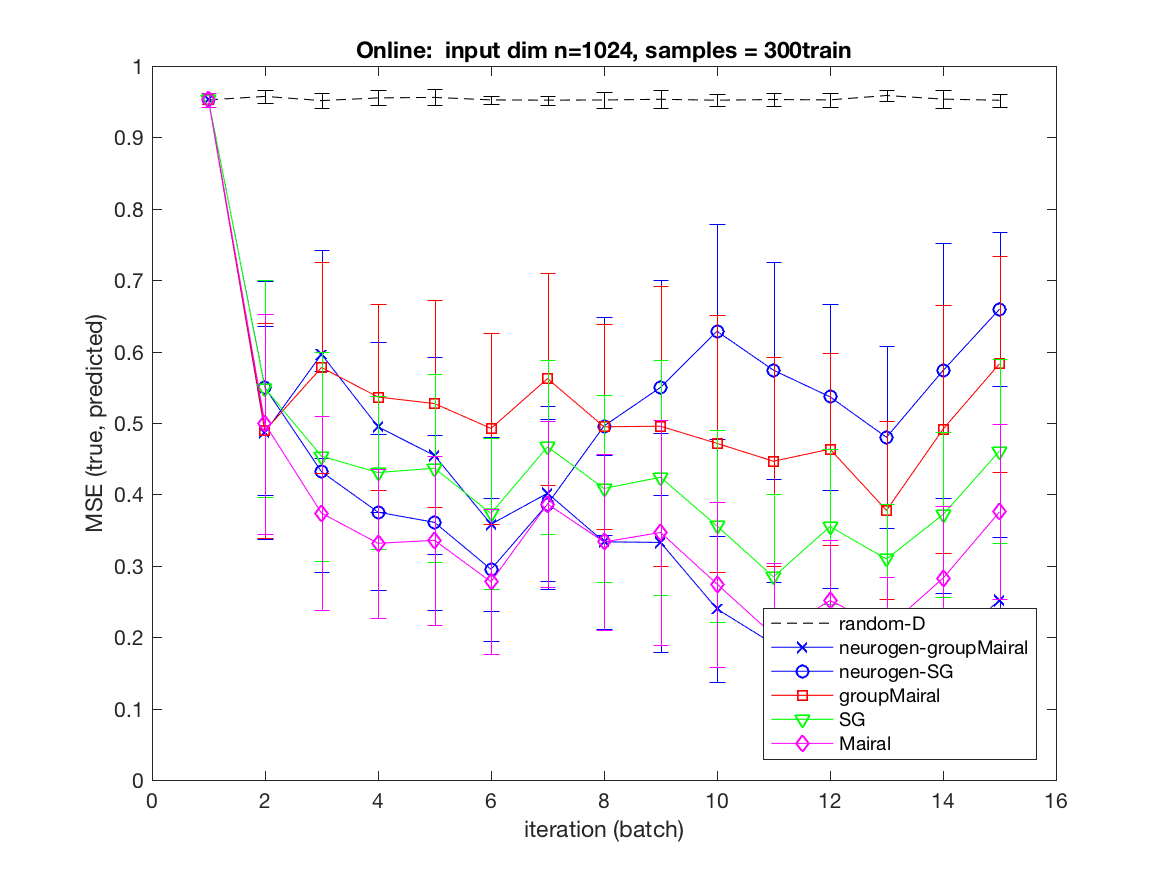 Online:  input dim n=1024, samples = 300train
MSE (true, predicted)
1
0.9
0.8
0.7
0.6
0.5
0.4
0.3
0.2
0.1
0
random-D
neurogen-groupMairal
neurogen-SG
groupMairal
SG
Mairal
0 2 4 6 8 10 12 14 16
iteration (batch)